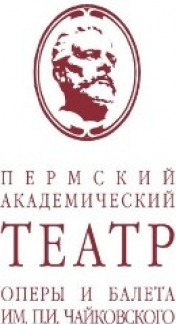 ПЕРМСКИЙ
АКАДЕМИЧЕСКИЙ
ТЕАТР
ОПЕРЫ И БАЛЕТА
ИМ. П.И. ЧАЙКОВСКОГО